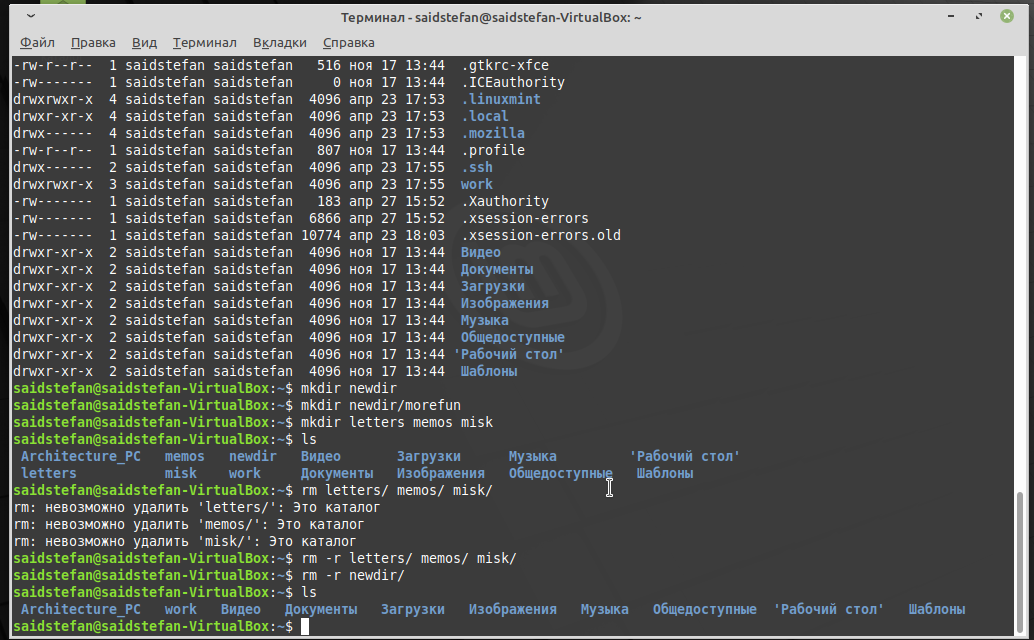 Терминал - saidstefan@saidstefan-VirtualBox: ~
Файл Правка Вид Терминал Вкладки Справка
-rw-r--r--  1 saidstefan saidstefan   516 ноя 17 13:44  .gtkrc-xfce
-rw-------  1 saidstefan saidstefan     0 ноя 17 13:44  .ICEauthority
drwxrwxr-x  4 saidstefan saidstefan  4096 апр 23 17:53  .linuxmint
drwxr-xr-x  4 saidstefan saidstefan  4096 апр 23 17:53  .local
drwx------  4 saidstefan saidstefan  4096 апр 23 17:53  .mozilla
-rw-r--r--  1 saidstefan saidstefan   807 ноя 17 13:44  .profile
drwx------  2 saidstefan saidstefan  4096 апр 23 17:55  .ssh
drwxrwxr-x  3 saidstefan saidstefan  4096 апр 23 17:55  work
-rw-------  1 saidstefan saidstefan   183 апр 27 15:52  .Xauthority
-rw-------  1 saidstefan saidstefan  6866 апр 27 15:52  .xsession-errors
-rw-------  1 saidstefan saidstefan 10774 апр 23 18:03  .xsession-errors.old
drwxr-xr-x  2 saidstefan saidstefan  4096 ноя 17 13:44  Видео
drwxr-xr-x  2 saidstefan saidstefan  4096 ноя 17 13:44  Документы
drwxr-xr-x  2 saidstefan saidstefan  4096 ноя 17 13:44  Загрузки
drwxr-xr-x  2 saidstefan saidstefan  4096 ноя 17 13:44  Изображения
drwxr-xr-x  2 saidstefan saidstefan  4096 ноя 17 13:44  Музыка
drwxr-xr-x  2 saidstefan saidstefan  4096 ноя 17 13:44  Общедоступные
drwxr-xr-x  2 saidstefan saidstefan  4096 ноя 17 13:44 'Рабочий стол'
drwxr-xr-x  2 saidstefan saidstefan  4096 ноя 17 13:44  Шаблоны
saidstefan@saidstefan-VirtualBox:~$ mkdir newdir
saidstefan@saidstefan-VirtualBox:~$ mkdir newdir/morefun
saidstefan@saidstefan-VirtualBox:~$ mkdir letters memos misk
saidstefan@saidstefan-VirtualBox:~$ ls
Architecture_PC   memos   newdir   Видео       Загрузки      Музыка         'Рабочий стол'
letters           misk    work     Документы   Изображения   Общедоступные   Шаблоны
saidstefan@saidstefan-VirtualBox:~$ rm letters/ memos/ misk/
rm: невозможно удалить 'letters/': Это каталог
rm: невозможно удалить 'memos/': Это каталог
rm: невозможно удалить 'misk/': Это каталог
saidstefan@saidstefan-VirtualBox:~$ rm -r letters/ memos/ misk/
saidstefan@saidstefan-VirtualBox:~$ rm -r newdir/
saidstefan@saidstefan-VirtualBox:~$ ls
Architecture_PC   work   Видео   Документы   Загрузки   Изображения   Музыка   Общедоступные  'Рабочий стол'   Шаблоны
saidstefan@saidstefan-VirtualBox:~$